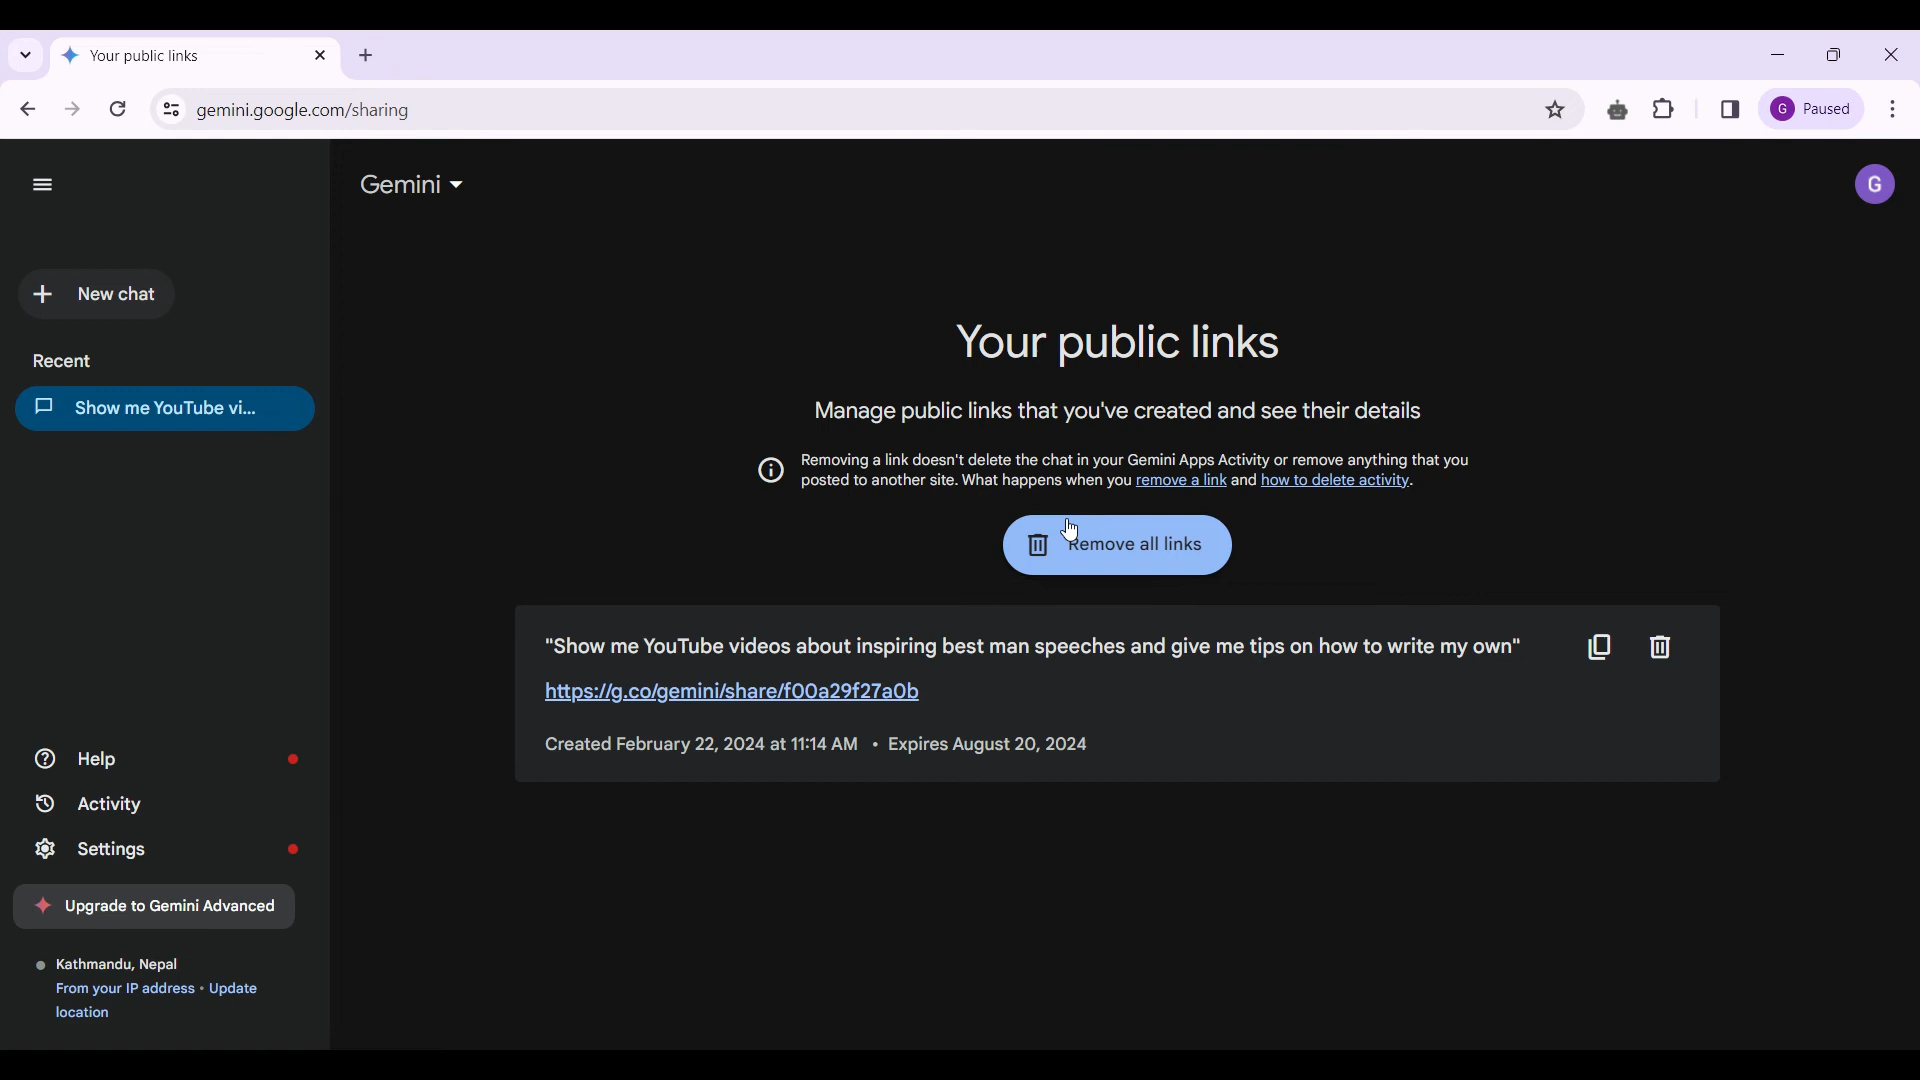 Your public links
gemini.google.com/sharing
G Paused
Gemini
G
New chat
Recent
Show me YouTube vi...
Your public links
Manage public links that you've created and see their details
Removing a link doesn't delete the chat in your Gemini Apps Activity or remove anything that you
posted to another site. What happens when you remove a link and how to delete activity.
Remove all links
"Show me YouTube videos about inspiring best man speeches and give me tips on how to write my own"
https://g.co/gemini/share/f00a29f27a0b
Created February 22, 2024 at 11:14 AM • Expires August 20, 2024
Help
Activity
Settings
Upgrade to Gemini Advanced
Kathmandu, Nepal
From your IP address • Update
location